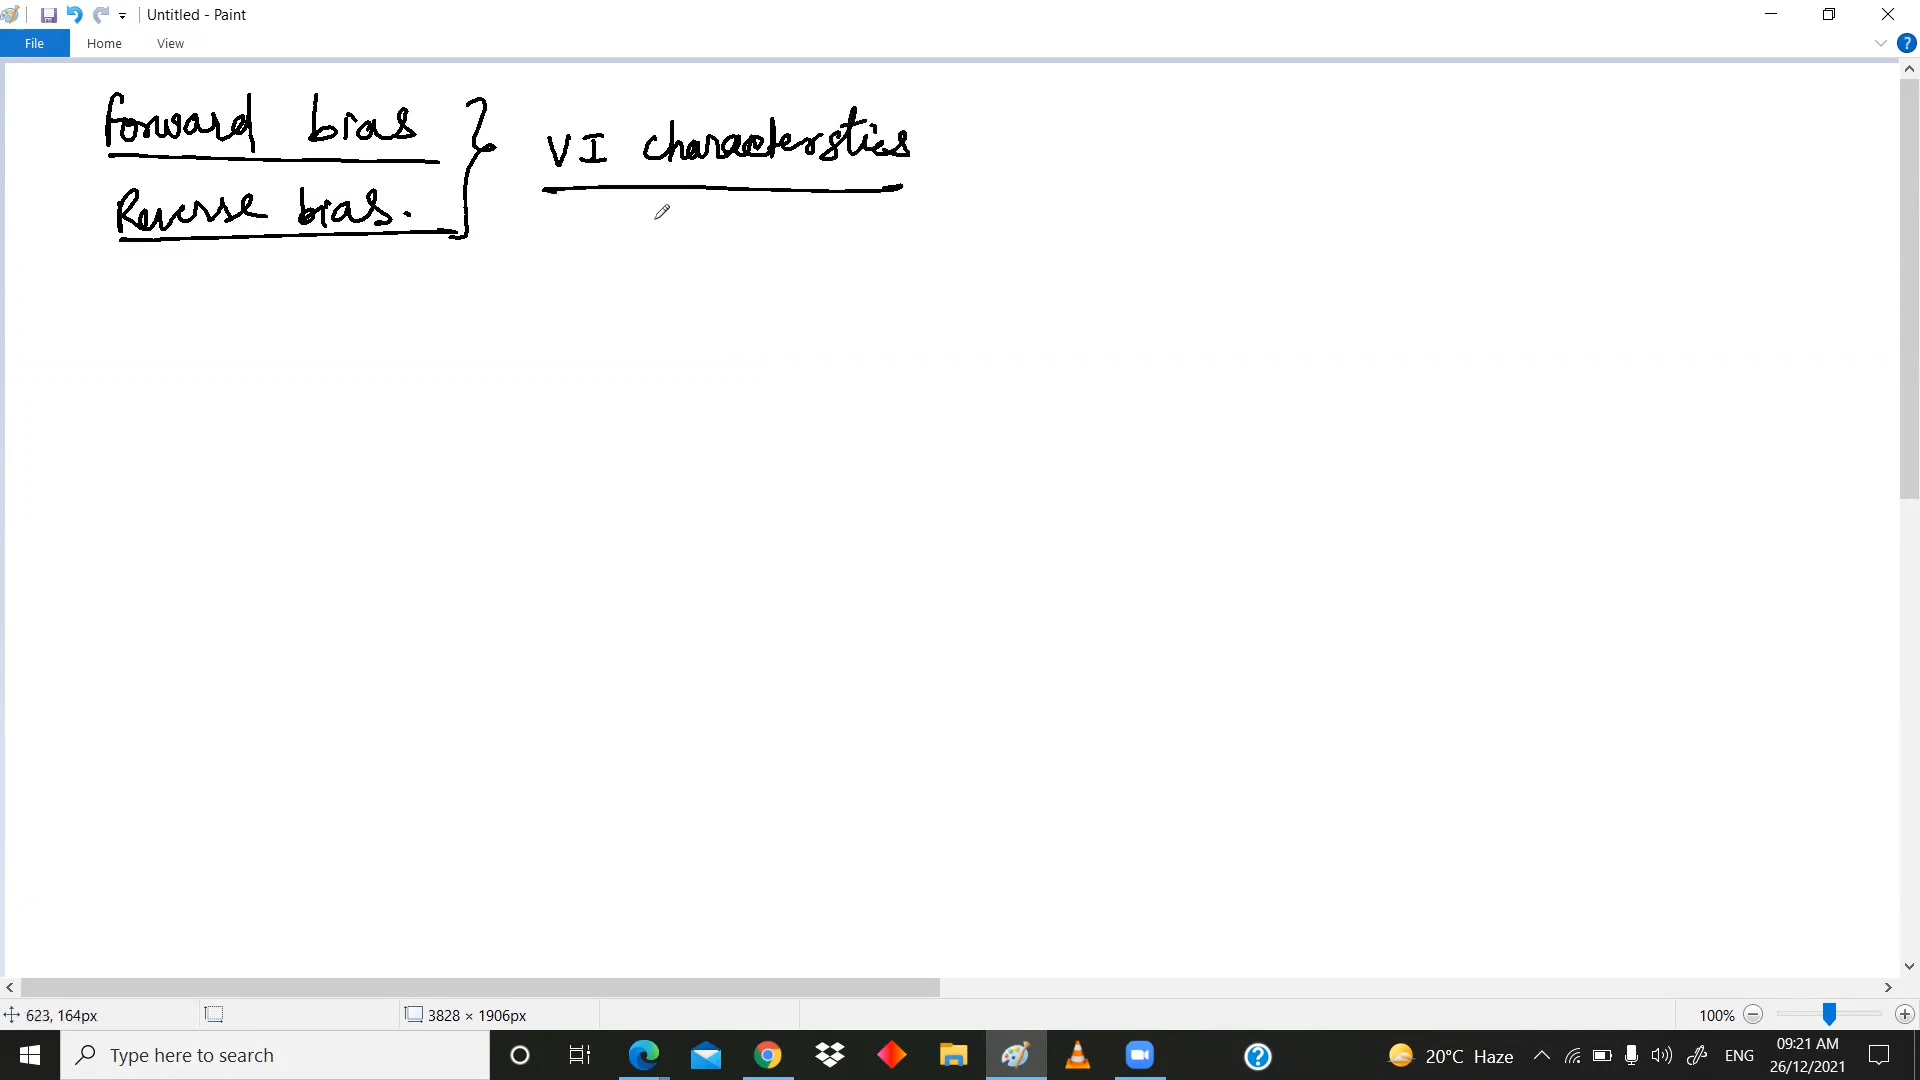 Untitled - Paint
File Home View
forward bias
Reverse bias.
VI characterstics
623, 164px
3828 × 1906px
100%
Type here to search
20°C Haze
ENG
09:21 AM
26/12/2021